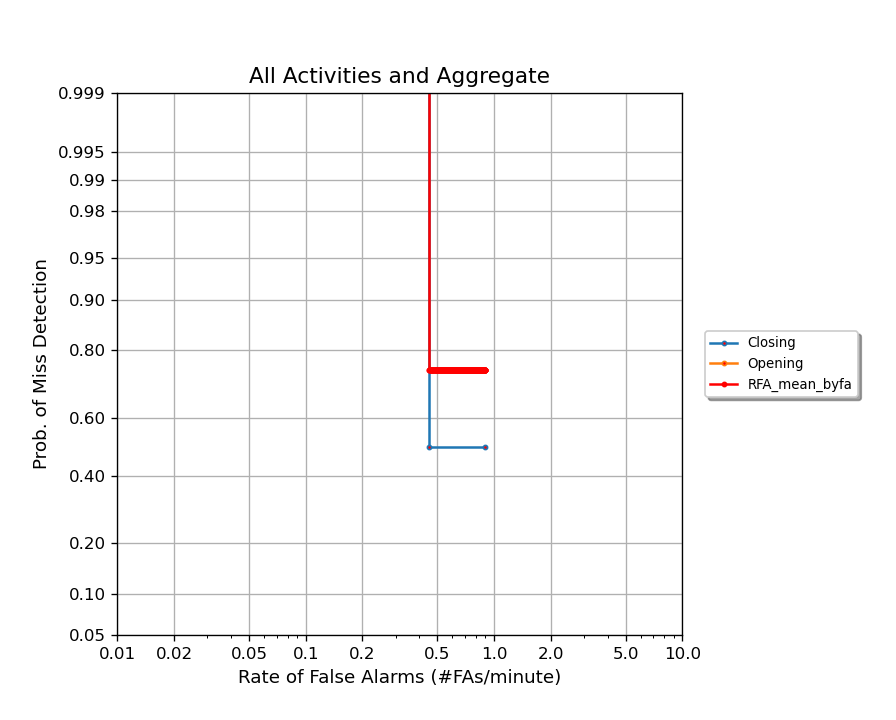 All Activities and Aggregate
0.999
0.995
0.99
0.98
0.95
0.90
0.80
0.60
0.40
0.20
0.10
0.05
Prob. of Miss Detection
0.01 0.02 0.05 0.1 0.2 0.5 1.0 2.0 5.0 10.0
Rate of False Alarms (#FAs/minute)
Closing
Opening
RFA_mean_byfa